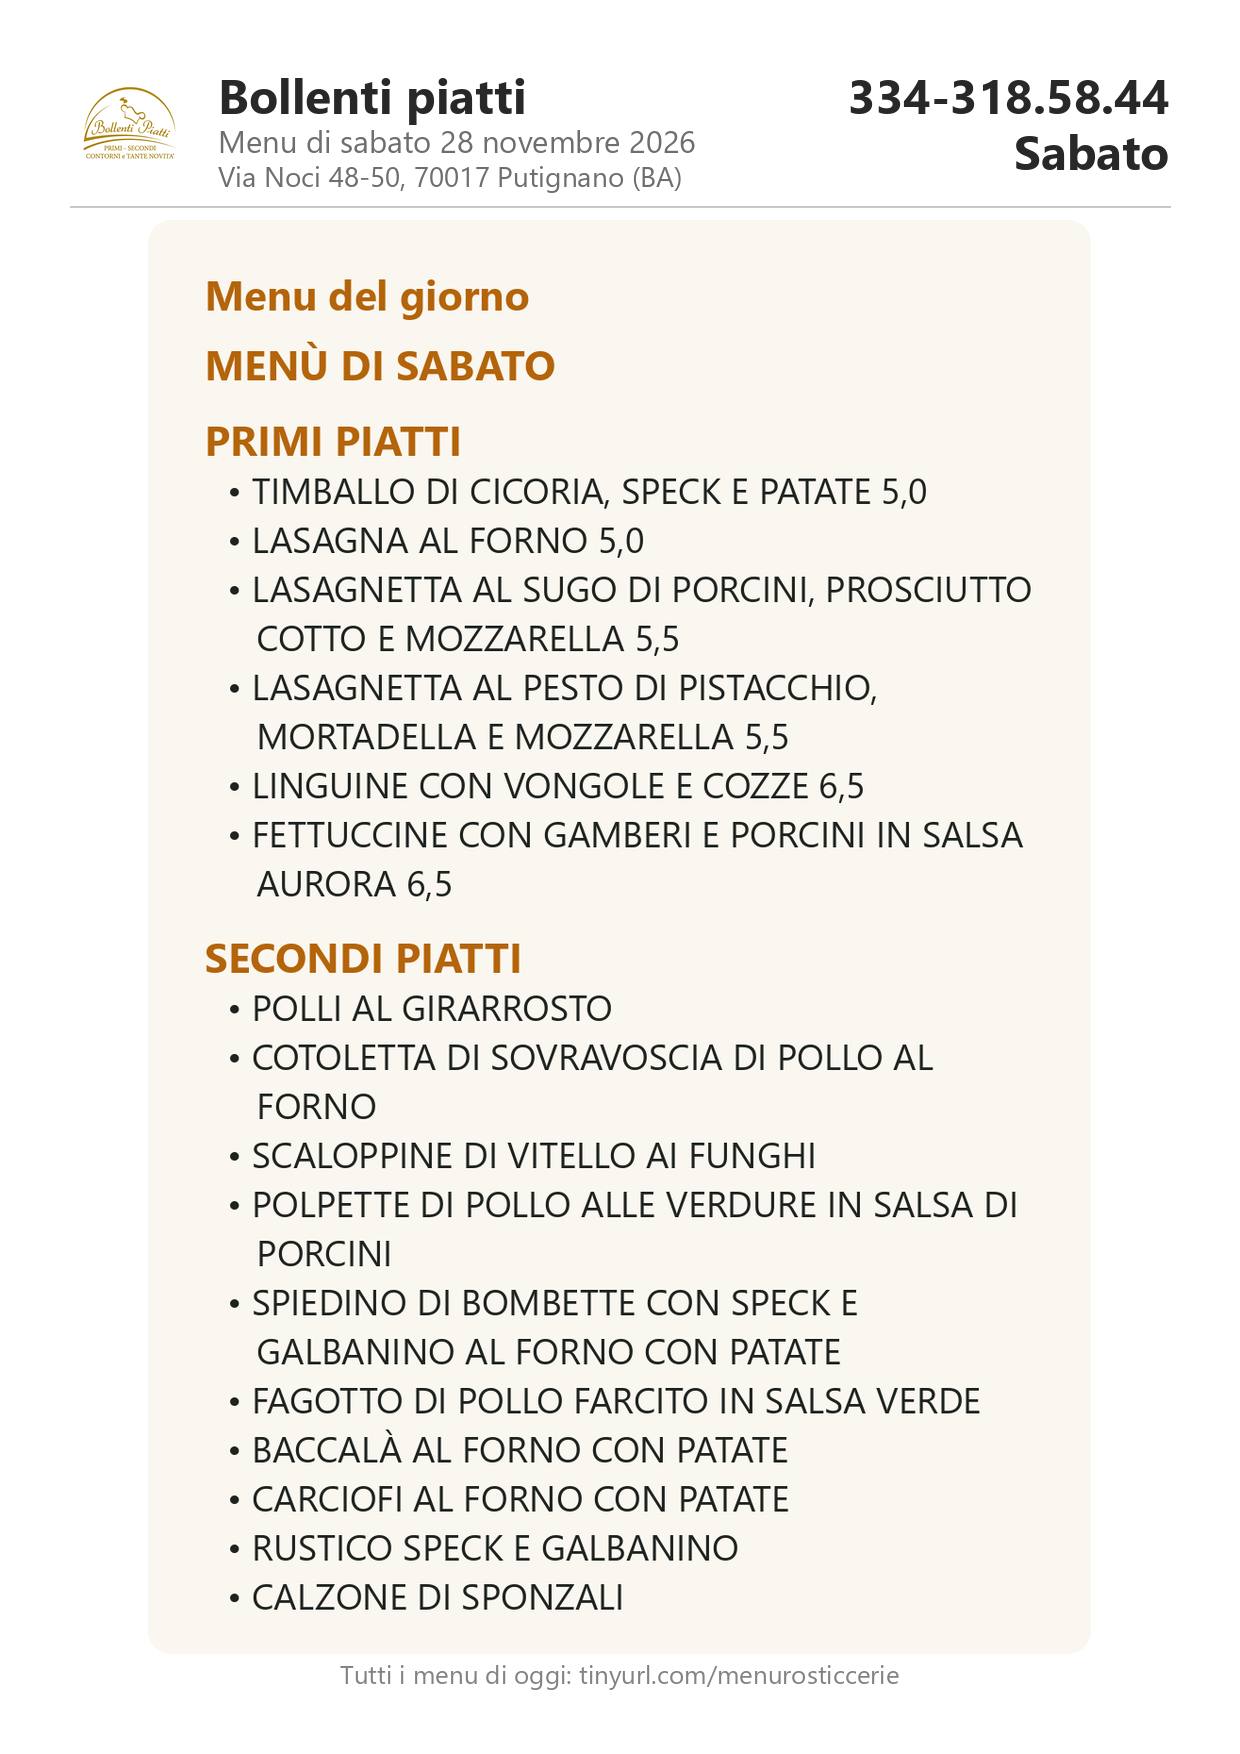 Bollenti Piatti
PRIMI - SECONDI
CONTORNI e TANTE NOVITA'
Bollenti piatti
Menu di sabato 28 novembre 2026
Via Noci 48-50, 70017 Putignano (BA)
334-318.58.44
Sabato
Menu del giorno
MENÙ DI SABATO
PRIMI PIATTI
• TIMBALLO DI CICORIA, SPECK E PATATE 5,0
• LASAGNA AL FORNO 5,0
• LASAGNETTA AL SUGO DI PORCINI, PROSCIUTTO
COTTO E MOZZARELLA 5,5
• LASAGNETTA AL PESTO DI PISTACCHIO,
MORTADELLA E MOZZARELLA 5,5
• LINGUINE CON VONGOLE E COZZE 6,5
• FETTUCCINE CON GAMBERI E PORCINI IN SALSA
AURORA 6,5
SECONDI PIATTI
• POLLI AL GIRARROSTO
• COTOLETTA DI SOVRAVOSCIA DI POLLO AL
FORNO
• SCALOPPINE DI VITELLO AI FUNGHI
• POLPETTE DI POLLO ALLE VERDURE IN SALSA DI
PORCINI
• SPIEDINO DI BOMBETTE CON SPECK E
GALBANINO AL FORNO CON PATATE
• FAGOTTO DI POLLO FARCITO IN SALSA VERDE
• BACCALÀ AL FORNO CON PATATE
• CARCIOFI AL FORNO CON PATATE
• RUSTICO SPECK E GALBANINO
• CALZONE DI SPONZALI
Tutti i menu di oggi: tinyurl.com/menurosticcerie